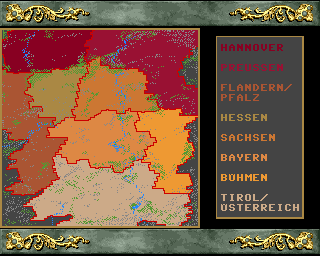 HANNOVER
PREUSSEN
FLANDERN/
PFALZ
HESSEN
SACHSEN
BAYERN
BÖHMEN
TIROL/
ÖSTERREICH